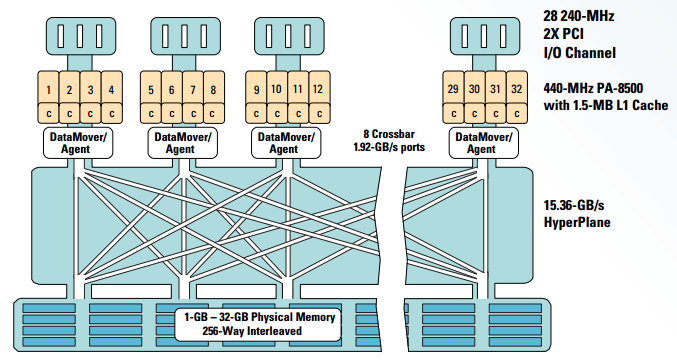 28 240-MHz
2X PCI
I/O Channel
1 2 3 4 5 6 7 8 9 10 11 12 29 30 31 32
c c c c c c c c c c c c c c c c
440-MHz PA-8500
with 1.5-MB L1 Cache
DataMover/
Agent
DataMover/
Agent
DataMover/
Agent
8 Crossbar
1.92-GB/s ports
DataMover/
Agent
15.36-GB/s
HyperPlane
1-GB – 32-GB Physical Memory
256-Way Interleaved